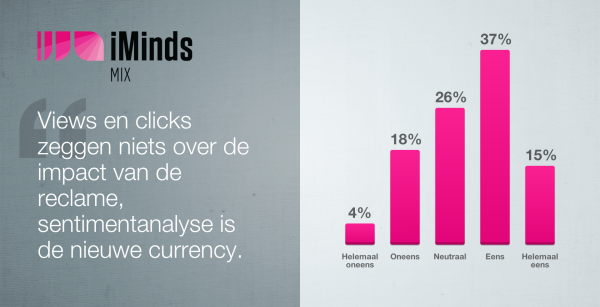 iMinds
MIX
Views en clicks
zeggen niets over de
impact van de
reclame,
sentimentanalyse is
de nieuwe currency.
4%
18%
26%
37%
15%
Helemaal
oneens
Oneens
Neutraal
Eens
Helemaal
eens